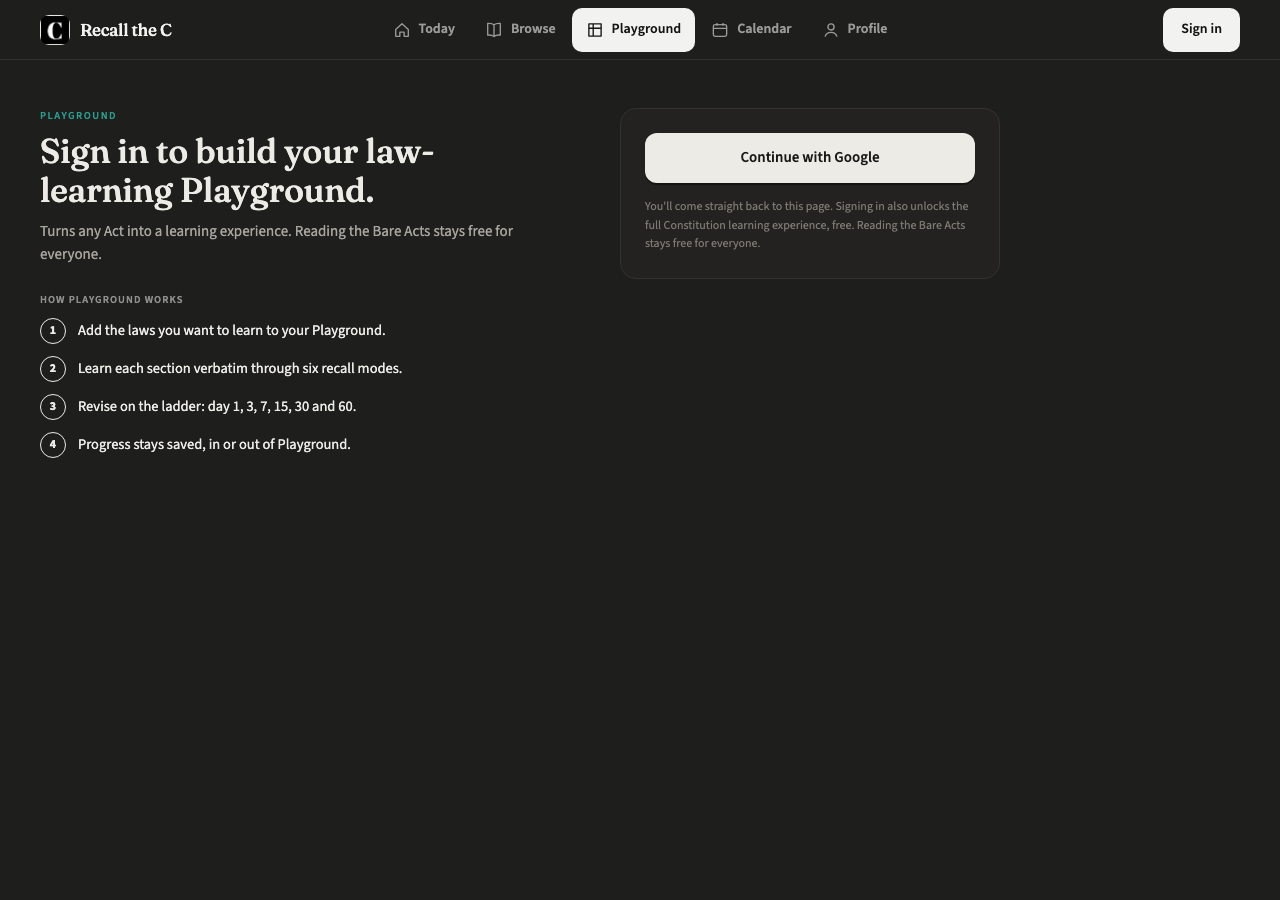 C Recall the C
Today
Browse
Playground
Calendar
Profile
Sign in
PLAYGROUND
Sign in to build your law-
learning Playground.
Turns any Act into a learning experience. Reading the Bare Acts stays free for
everyone.
HOW PLAYGROUND WORKS
1 Add the laws you want to learn to your Playground.
2 Learn each section verbatim through six recall modes.
3 Revise on the ladder: day 1, 3, 7, 15, 30 and 60.
4 Progress stays saved, in or out of Playground.
Continue with Google
You'll come straight back to this page. Signing in also unlocks the
full Constitution learning experience, free. Reading the Bare Acts
stays free for everyone.